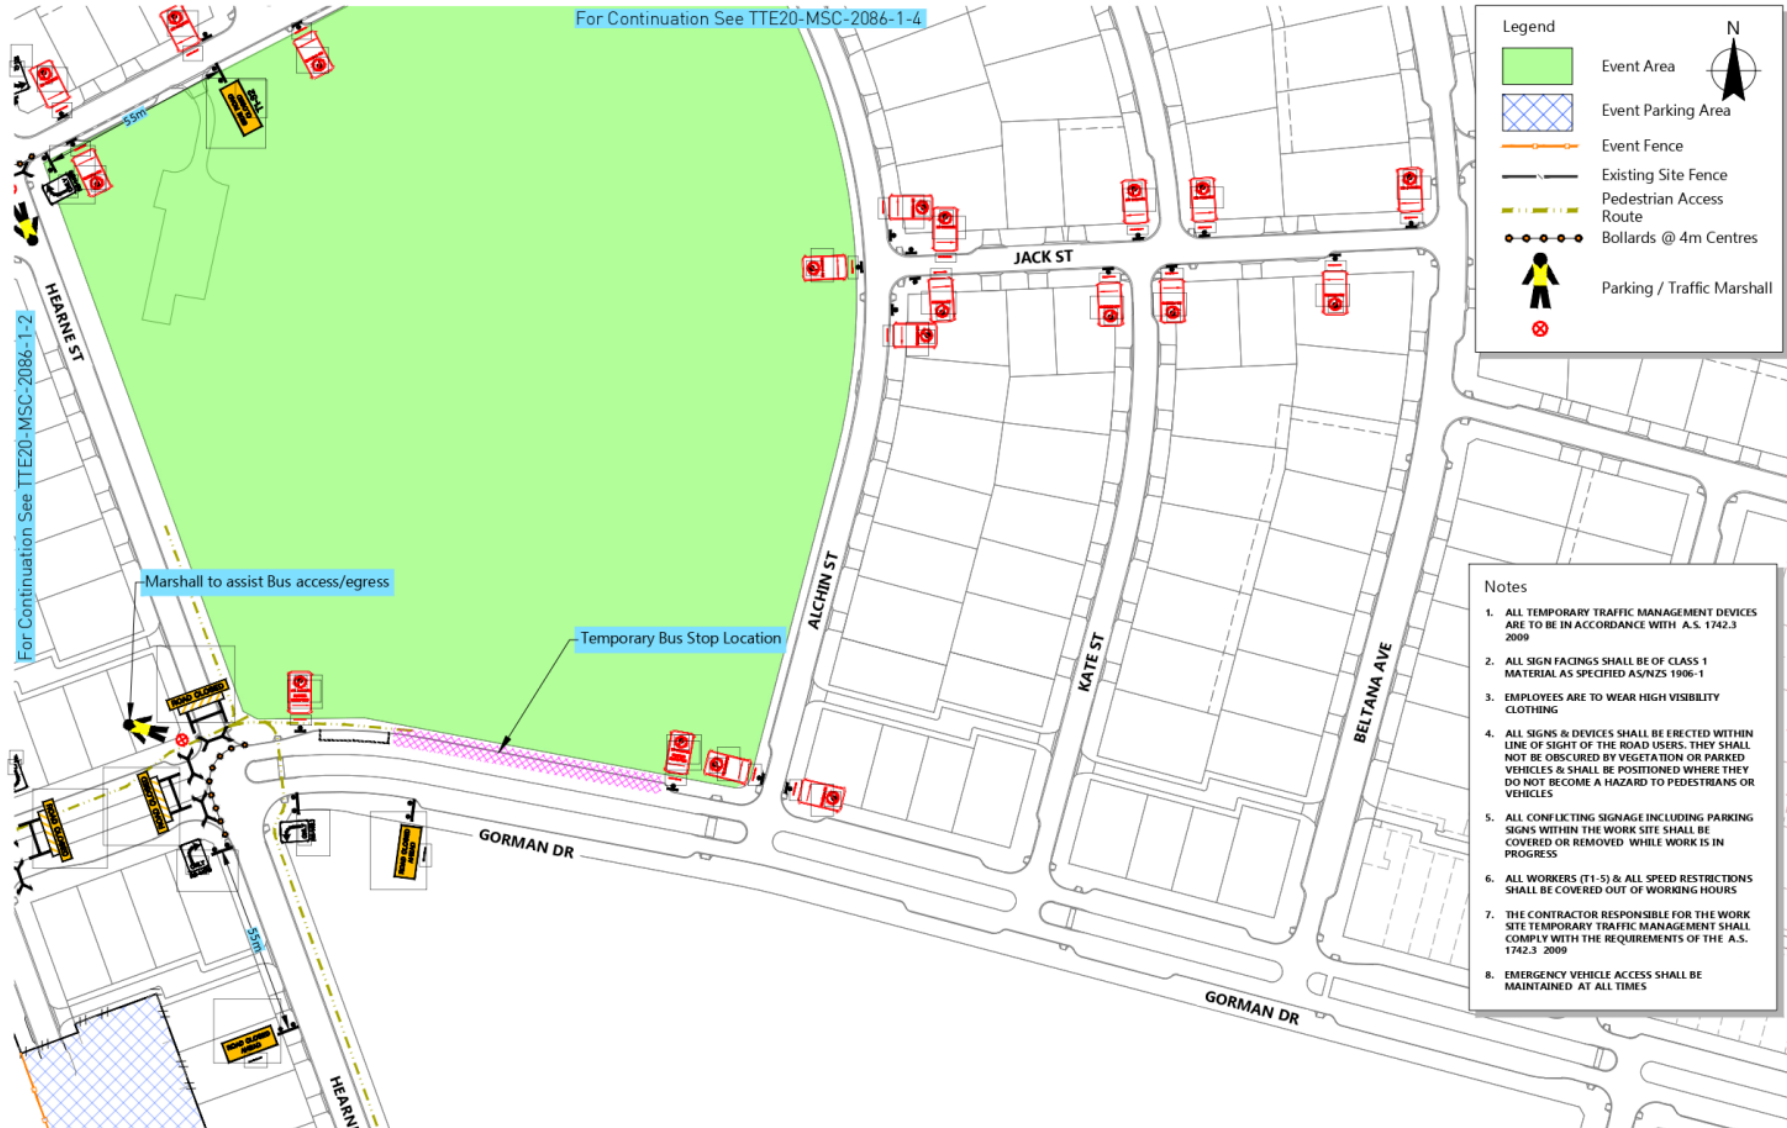 For Continuation See TTE20-MSC-2086-1-4
Legend
N
Event Area
Event Parking Area
Event Fence
Existing Site Fence
Pedestrian Access
Route
Bollards @ 4m Centres
Parking / Traffic Marshall
55m
HEARNE ST
For Continuation See TTE20-MSC-2086-1-2
JACK ST
Marshall to assist Bus access/egress
Temporary Bus Stop Location
ALCHIN ST
KATE ST
BELTANA AVE
ROAD CLOSED
ROAD CLOSED
GORMAN DR
55m
ROAD CLOSED
AHEAD
ROAD CLOSED
AHEAD
GORMAN DR
HEARN
Notes
1. ALL TEMPORARY TRAFFIC MANAGEMENT DEVICES
ARE TO BE IN ACCORDANCE WITH A.S. 1742.3
2009
2. ALL SIGN FACINGS SHALL BE OF CLASS 1
MATERIAL AS SPECIFIED AS/NZS 1906-1
3. EMPLOYEES ARE TO WEAR HIGH VISIBILITY
CLOTHING
4. ALL SIGNS & DEVICES SHALL BE ERECTED WITHIN
LINE OF SIGHT OF THE ROAD USERS. THEY SHALL
NOT BE OBSCURED BY VEGETATION OR PARKED
VEHICLES & SHALL BE POSITIONED WHERE THEY
DO NOT BECOME A HAZARD TO PEDESTRIANS OR
VEHICLES
5. ALL CONFLICTING SIGNAGE INCLUDING PARKING
SIGNS WITHIN THE WORK SITE SHALL BE
COVERED OR REMOVED WHILE WORK IS IN
PROGRESS
6. ALL WORKERS (T1-5) & ALL SPEED RESTRICTIONS
SHALL BE COVERED OUT OF WORKING HOURS
7. THE CONTRACTOR RESPONSIBLE FOR THE WORK
SITE TEMPORARY TRAFFIC MANAGEMENT SHALL
COMPLY WITH THE REQUIREMENTS OF THE A.S.
1742.3 2009
8. EMERGENCY VEHICLE ACCESS SHALL BE
MAINTAINED AT ALL TIMES